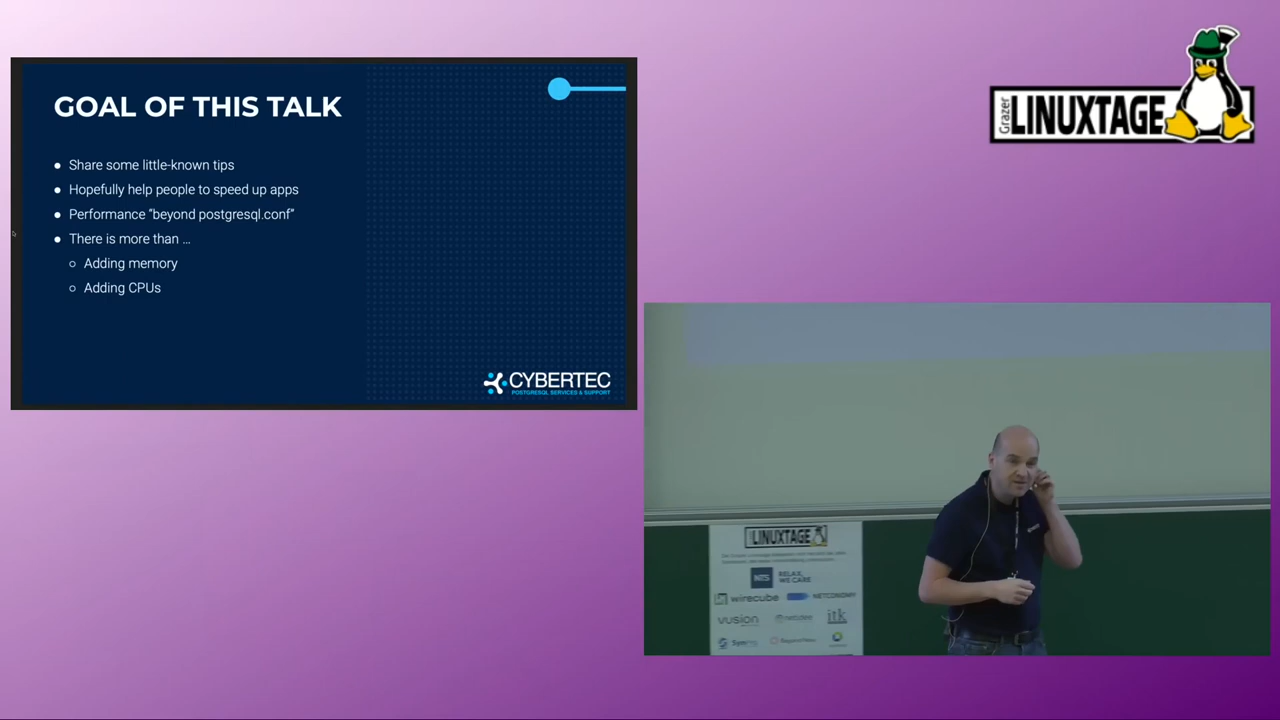 GOAL OF THIS TALK
● Share some little-known tips
● Hopefully help people to speed up apps
● Performance “beyond postgresql.conf”
● There is more than ...
○ Adding memory
○ Adding CPUs
CYBERTEC
POSTGRESQL SERVICES & SUPPORT
Grazer
LINUXTAGE
LINUXTAGE
RELAX,
WE CARE
wirecube
NETCONOMY
vusion
itk